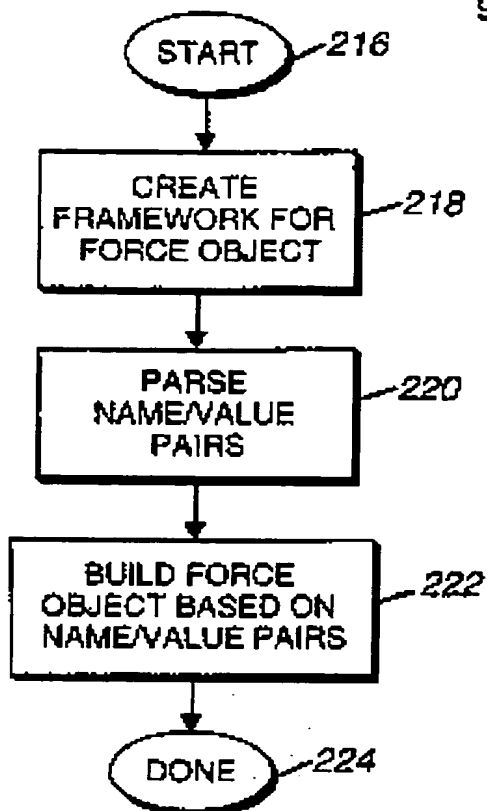 START 216
CREATE
FRAMEWORK FOR
FORCE OBJECT
218
PARSE
NAME/VALUE
PAIRS
220
BUILD FORCE
OBJECT BASED ON
NAME/VALUE PAIRS
222
DONE 224